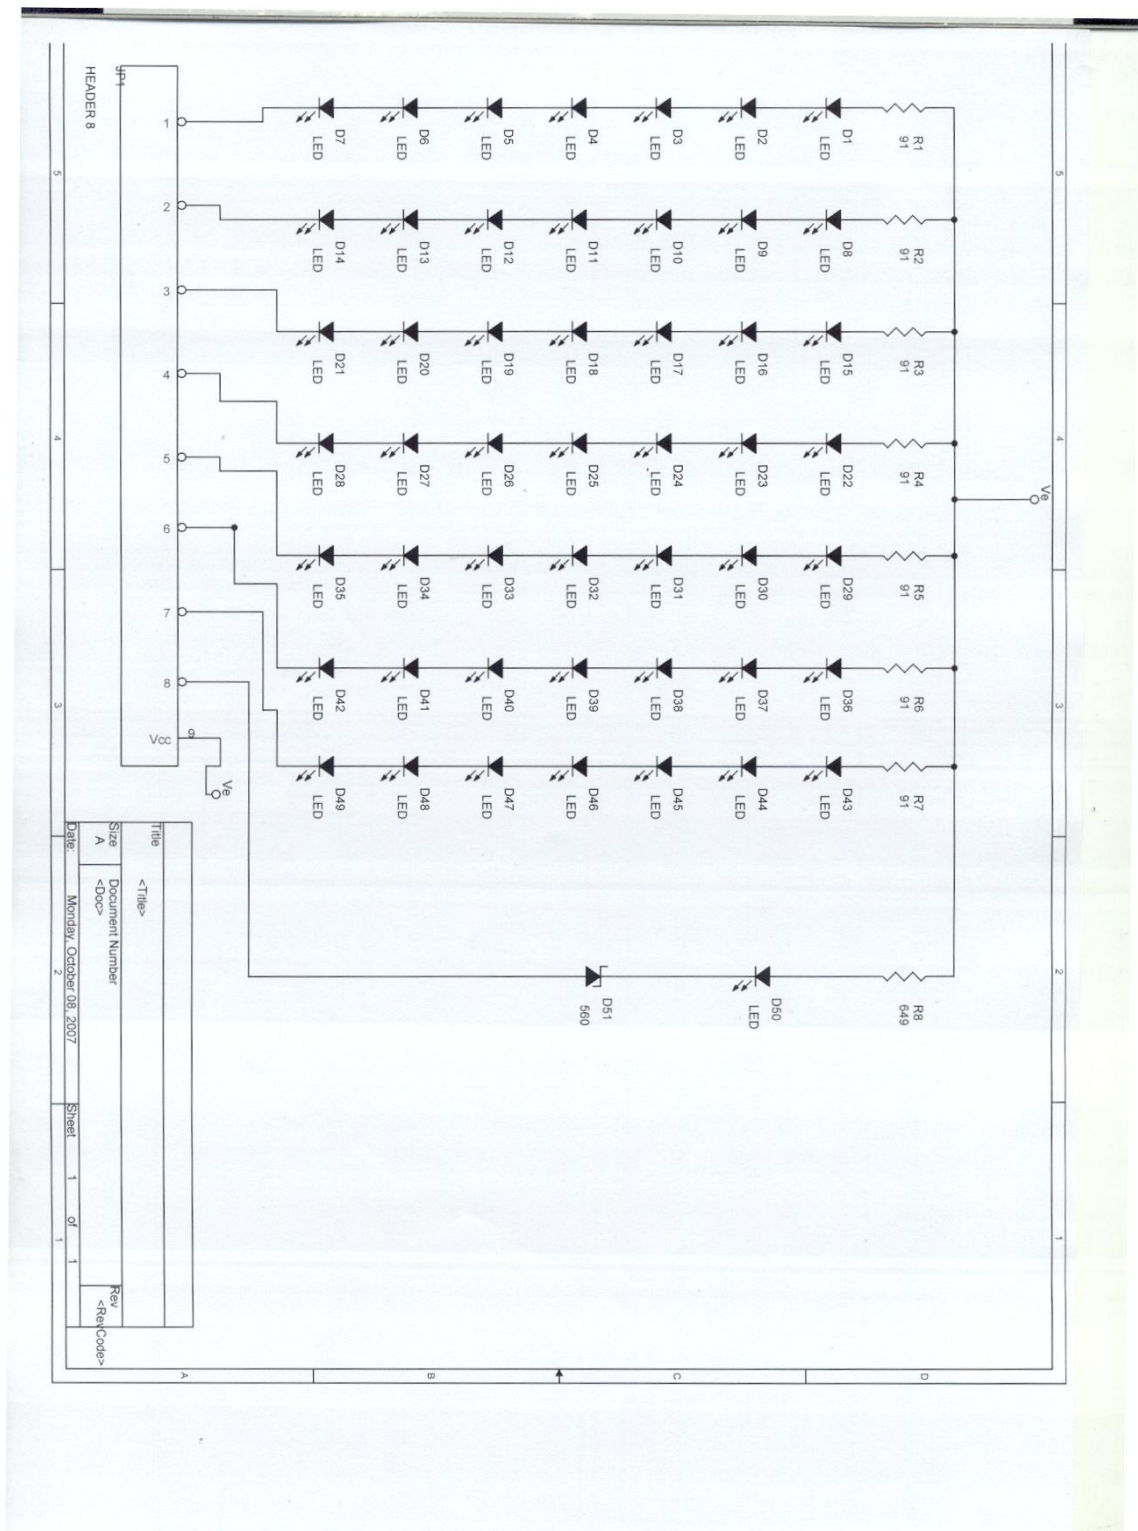 5
4
3
2
1
D
C
B
A
5
4
3
2
1
Ve
R1
91
R2
91
R3
91
R4
91
R5
91
R6
91
R7
91
R8
649
D1
LED
D8
LED
D15
LED
D22
LED
D29
LED
D36
LED
D43
LED
D2
LED
D9
LED
D16
LED
D23
LED
D30
LED
D37
LED
D44
LED
D50
LED
D3
LED
D10
LED
D17
LED
D24
LED
D31
LED
D38
LED
D45
LED
D4
LED
D11
LED
D18
LED
D25
LED
D32
LED
D39
LED
D46
LED
D51
560
D5
LED
D12
LED
D19
LED
D26
LED
D33
LED
D40
LED
D47
LED
D6
LED
D13
LED
D20
LED
D27
LED
D34
LED
D41
LED
D48
LED
D7
LED
D14
LED
D21
LED
D28
LED
D35
LED
D42
LED
D49
LED
Ve
9
1
2
3
4
5
6
7
8
Vcc
JP1
HEADER 8
Title
<Title>
Size
A
Document Number
<Doc>
Rev
<RevCode>
Date:
Monday, October 08, 2007
Sheet
1
of
1